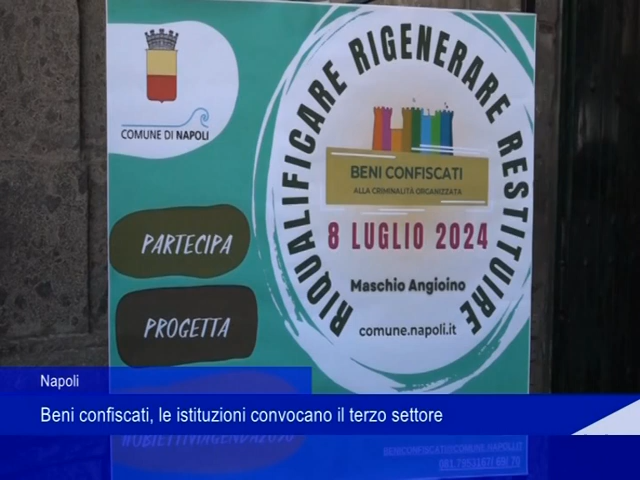 COMUNE DI NAPOLI
RIQUALIFICARE RIGENERARE RESTITUIRE
BENI CONFISCATI
ALLA CRIMINALITÀ ORGANIZZATA
8 LUGLIO 2024
Maschio Angioino
comune.napoli.it
PARTECIPA
PROGETTA
Napoli
Beni confiscati, le istituzioni convocano il terzo settore
#OBIETTIVIAGENDA2030